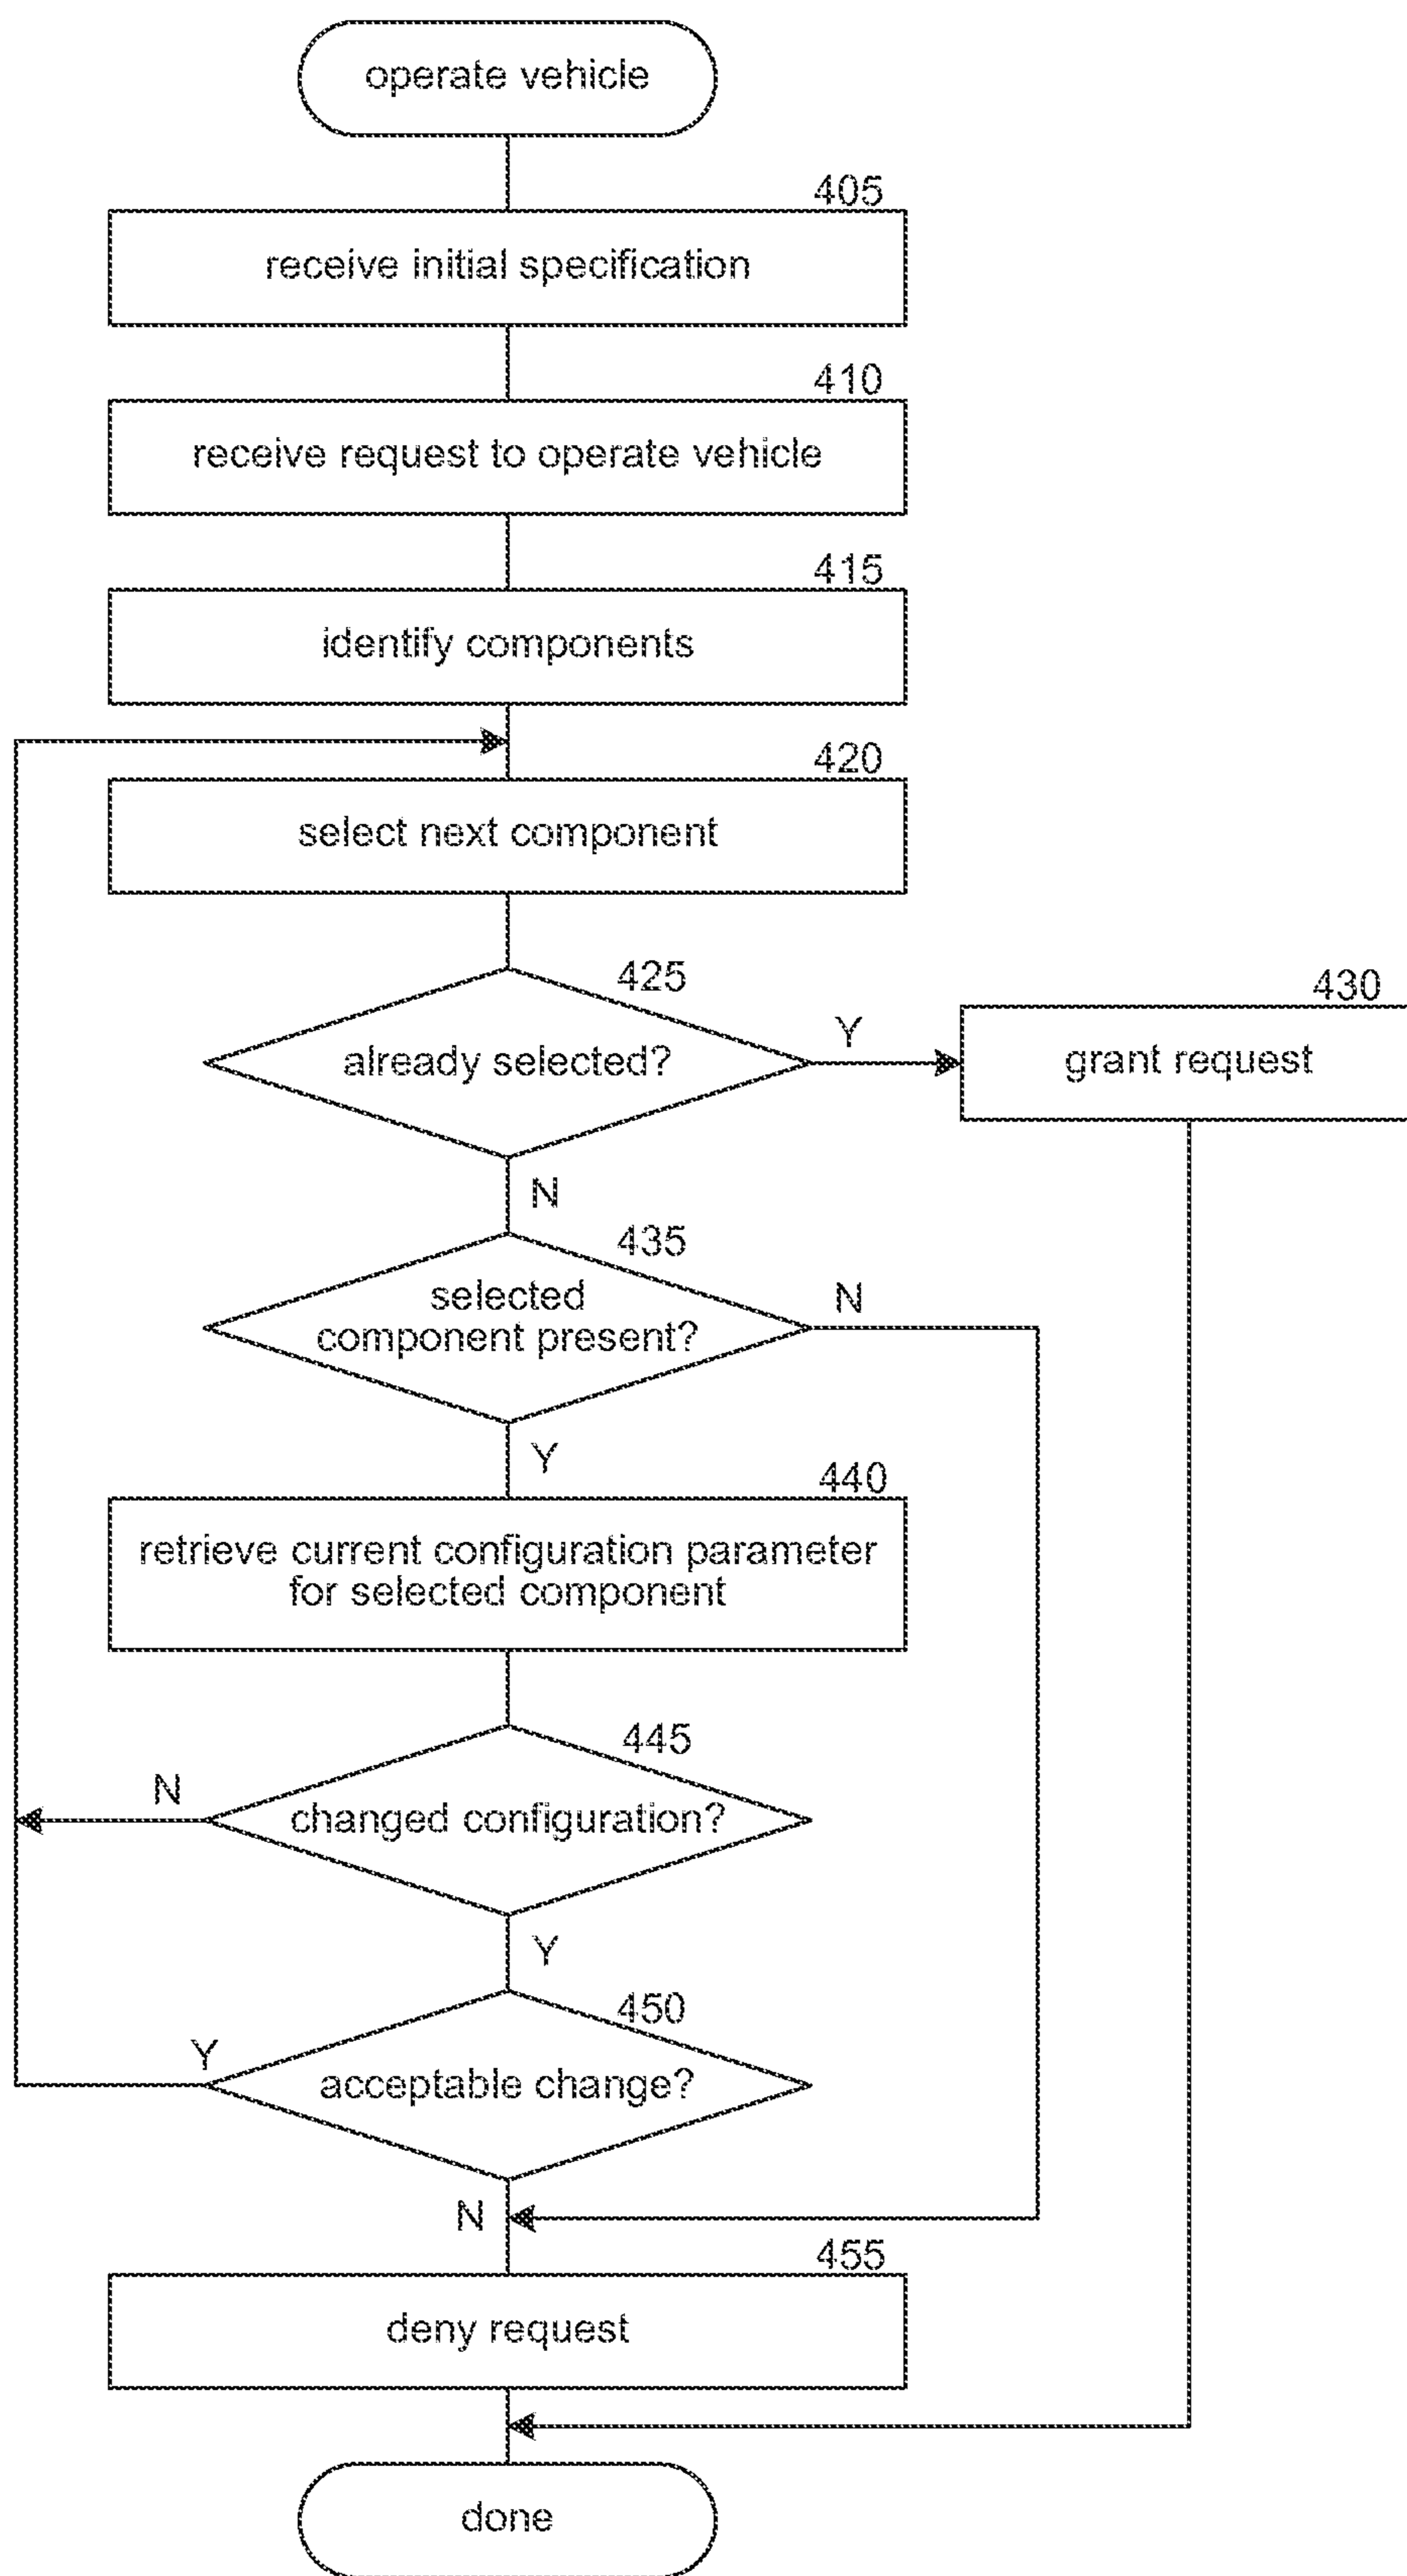 operate vehicle
405
receive initial specification
410
receive request to operate vehicle
415
identify components
420
select next component
425
already selected?
Y
430
grant request
N
435
selected
component present?
N
Y
440
retrieve current configuration parameter
for selected component
445
N
changed configuration?
Y
450
Y
acceptable change?
N
455
deny request
done